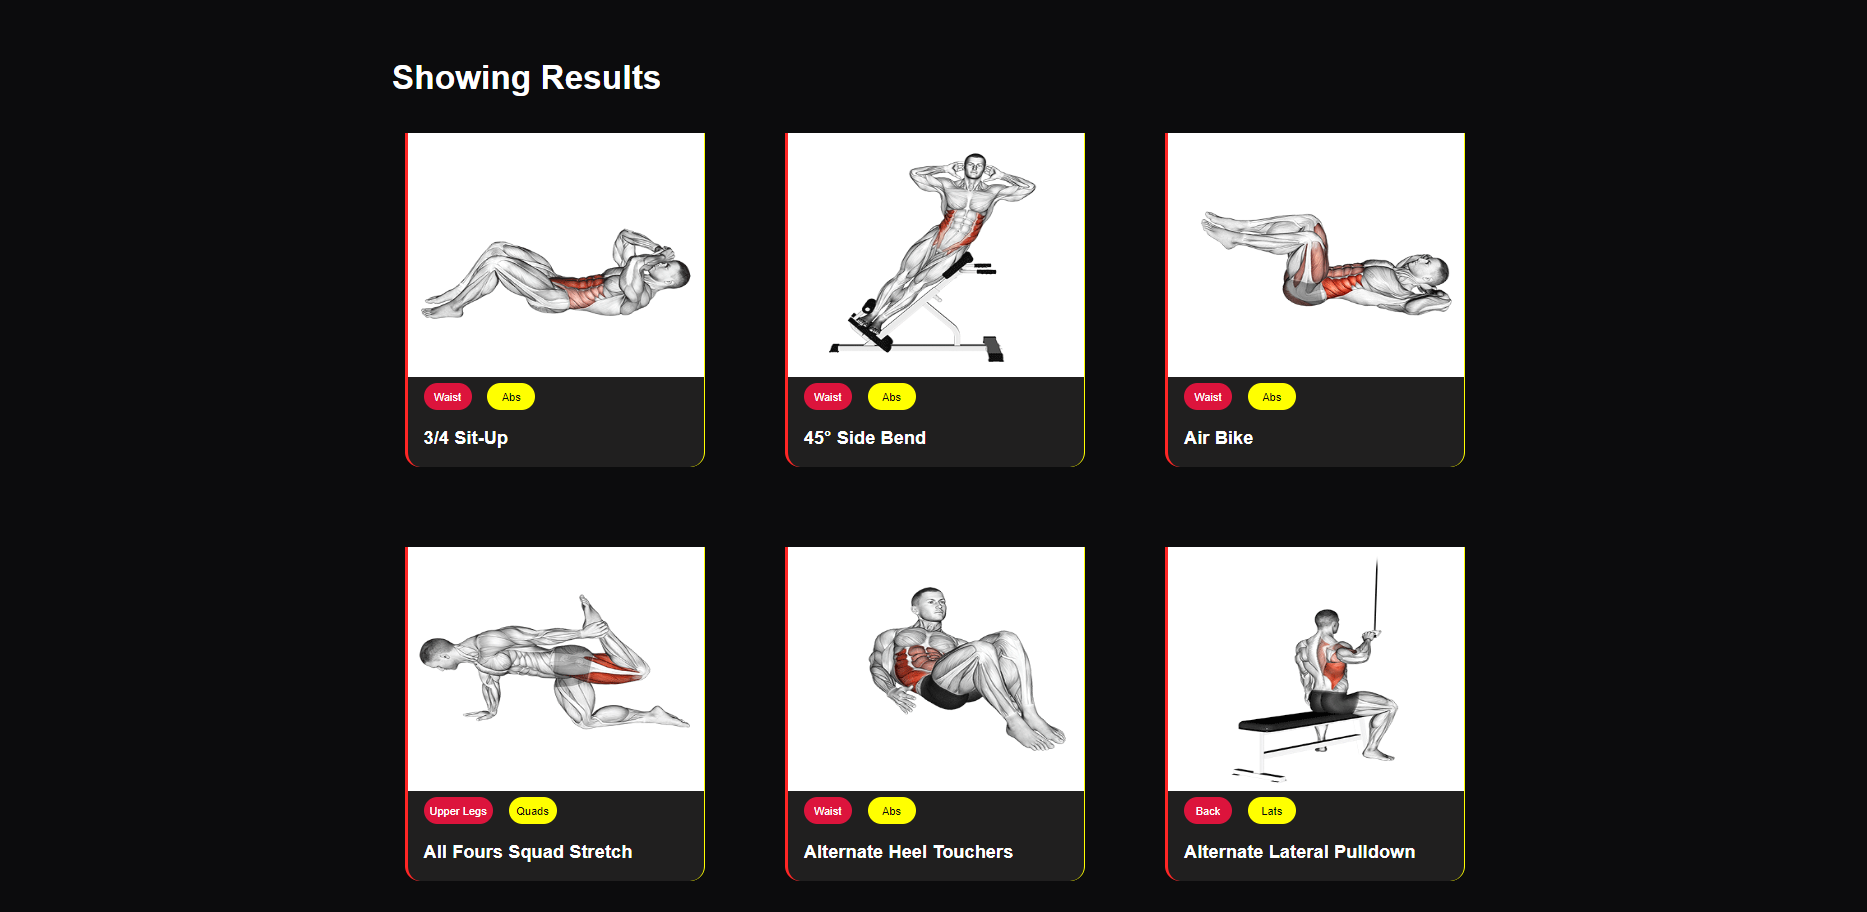 Showing Results
Waist Abs
3/4 Sit-Up
Waist Abs
45° Side Bend
Waist Abs
Air Bike
Upper Legs Quads
All Fours Squad Stretch
Waist Abs
Alternate Heel Touchers
Back Lats
Alternate Lateral Pulldown